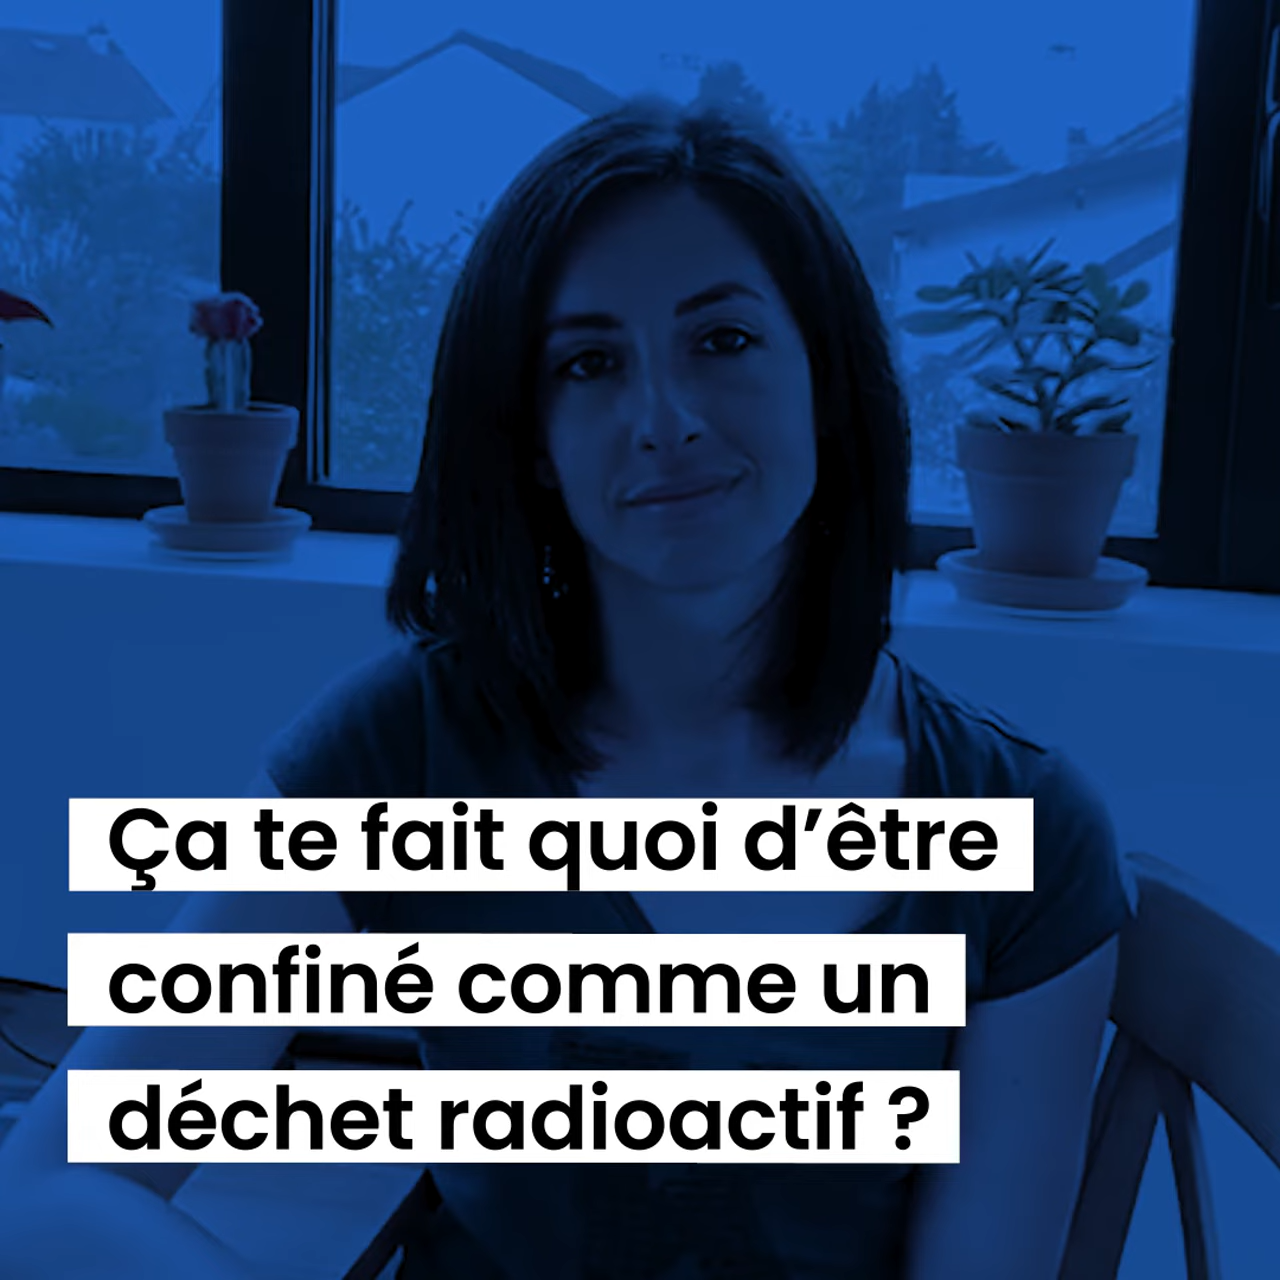 Ça te fait quoi d’être
confiné comme un
déchet radioactif ?